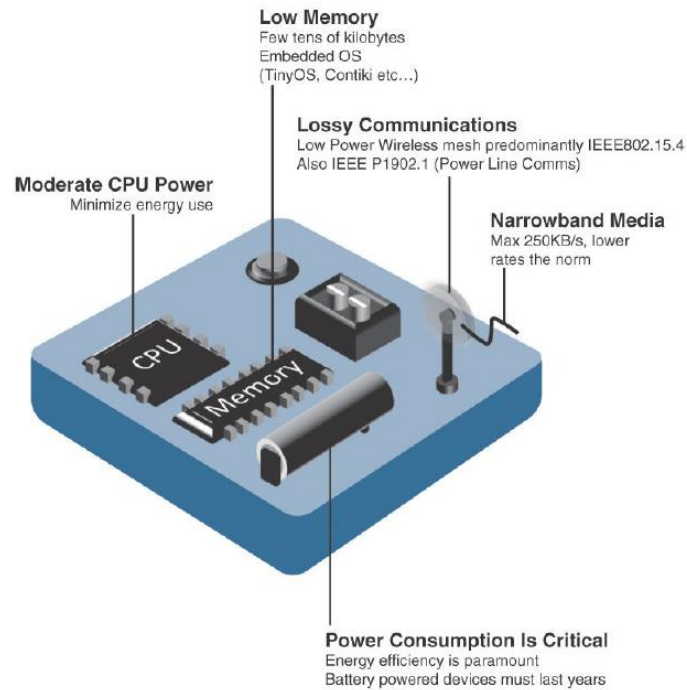 Low Memory
Few tens of kilobytes
Embedded OS
(TinyOS, Contiki etc...)
Lossy Communications
Low Power Wireless mesh predominantly IEEE802.15.4
Also IEEE P1902.1 (Power Line Comms)
Moderate CPU Power
Minimize energy use
Narrowband Media
Max 250KB/s, lower
rates the norm
CPU
Memory
Power Consumption Is Critical
Energy efficiency is paramount
Battery powered devices must last years